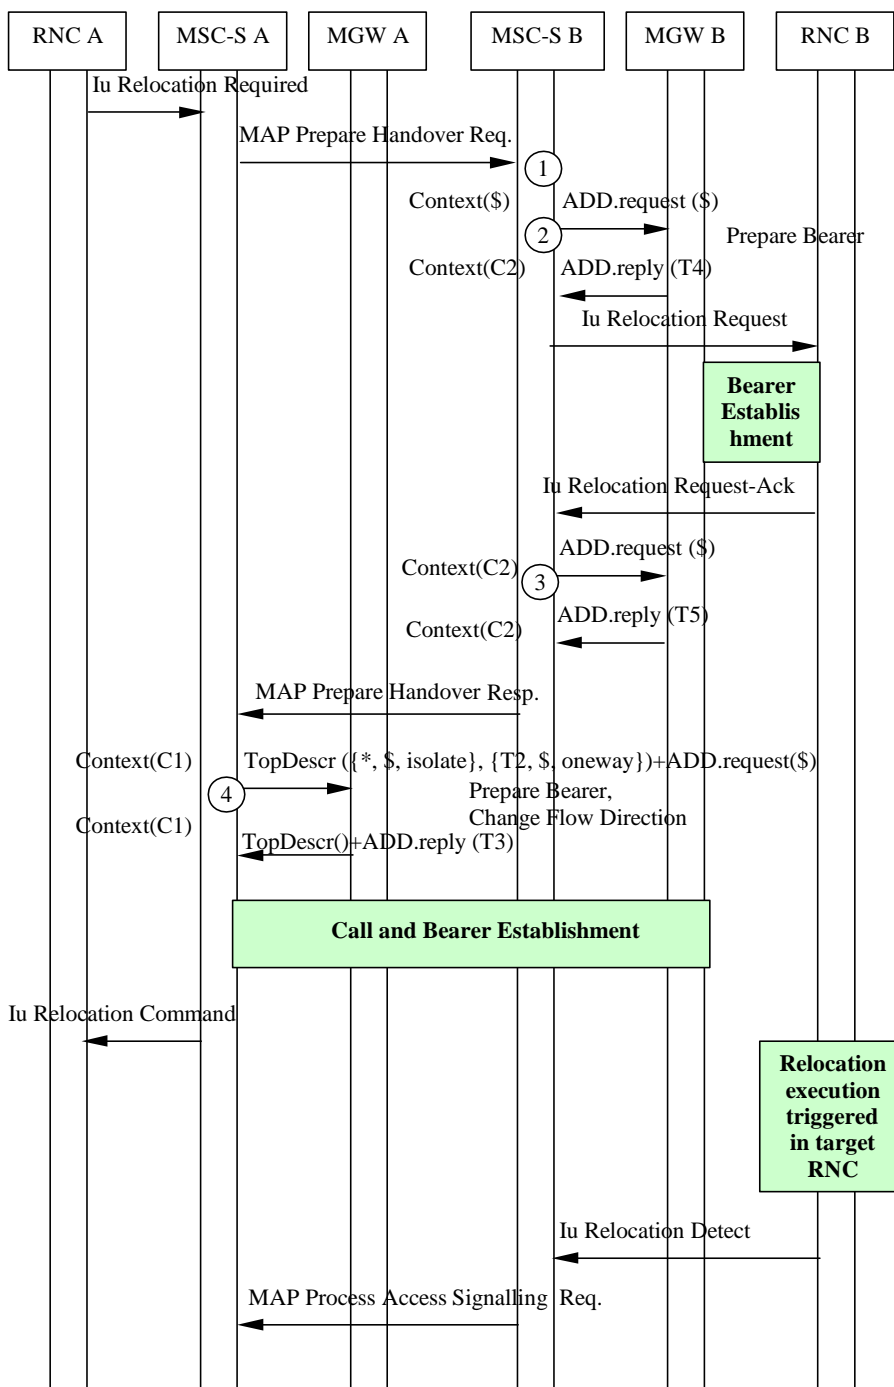 RNC A MSC-S A MGW A MSC-S B MGW B RNC B
Iu Relocation Required
MAP Prepare Handover Req.
1
Context($) ADD.request ($)
2
Prepare Bearer
Context(C2) ADD.reply (T4)
Iu Relocation Request
Bearer
Establis
hment
Iu Relocation Request-Ack
ADD.request ($)
Context(C2)
3
ADD.reply (T5)
Context(C2)
MAP Prepare Handover Resp.
Context(C1) TopDescr ({*, $, isolate}, {T2, $, oneway})+ADD.request($)
4
Prepare Bearer,
Change Flow Direction
Context(C1)
TopDescr()+ADD.reply (T3)
Call and Bearer Establishment
Iu Relocation Command
Relocation
execution
triggered
in target
RNC
Iu Relocation Detect
MAP Process Access Signalling Req.